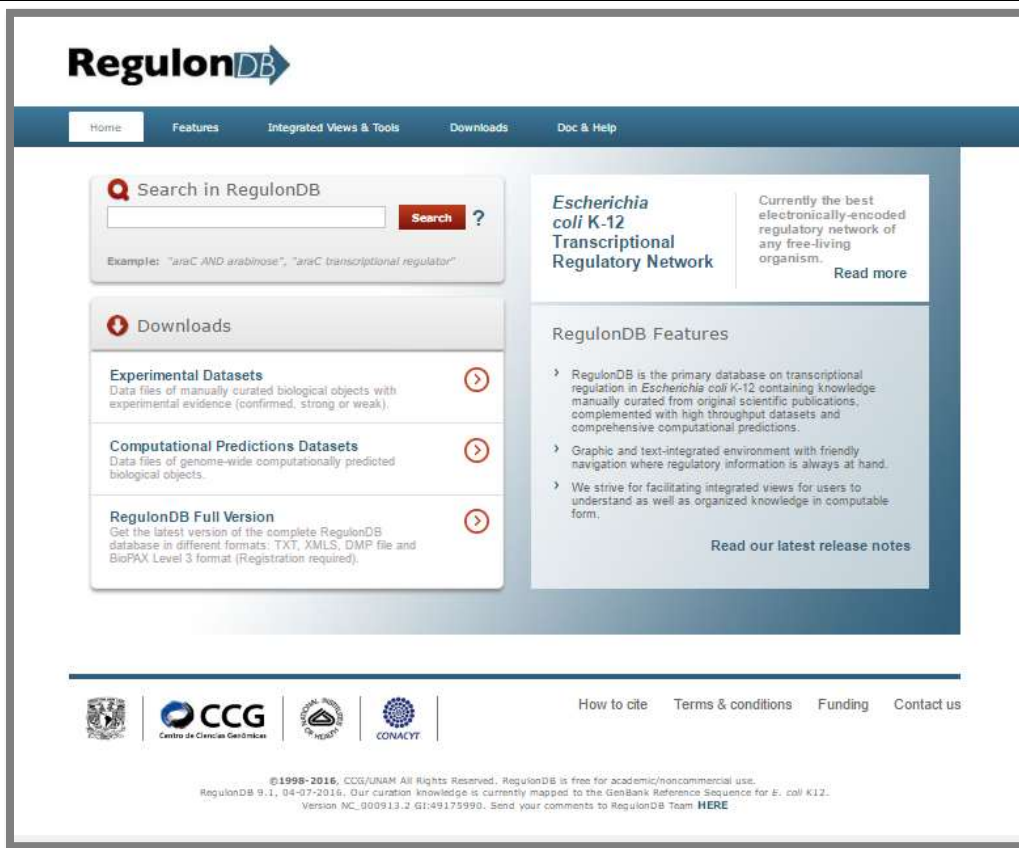 RegulonDB
Home
Features
Integrated Views & Tools
Downloads
Doc & Help
Search in RegulonDB
Search ?
Example: "araC AND arabinose", "araC transcriptional regulator"
Downloads
Experimental Datasets
Data files of manually curated biological objects with
experimental evidence (confirmed, strong or weak).
Computational Predictions Datasets
Data files of genome-wide computationally predicted
biological objects.
RegulonDB Full Version
Get the latest version of the complete RegulonDB
database in different formats: TXT, XMLS, DMP file and
BioPAX Level 3 format (Registration required).
Escherichia
coli K-12
Transcriptional
Regulatory Network
Currently the best
electronically-encoded
regulatory network of
any free-living
organism.
Read more
RegulonDB Features
RegulonDB is the primary database on transcriptional
regulation in Escherichia coli K-12 containing knowledge
manually curated from original scientific publications,
complemented with high throughput datasets and
comprehensive computational predictions.
Graphic and text-integrated environment with friendly
navigation where regulatory information is always at hand.
We strive for facilitating integrated views for users to
understand as well as organized knowledge in computable
form.
Read our latest release notes
CCG
Centro de Ciencias Genómicas
NATIONAL INSTITUTES OF HEALTH
CONACYT
How to cite
Terms & conditions
Funding
Contact us
©1998-2016, CCG/UNAM All Rights Reserved. RegulonDB is free for academic/noncommercial use.
RegulonDB 9.1, 04-07-2016. Our curation knowledge is currently mapped to the GenBank Reference Sequence for E. coli K12.
Version NC_000913.2 GI:49175990. Send your comments to RegulonDB Team HERE